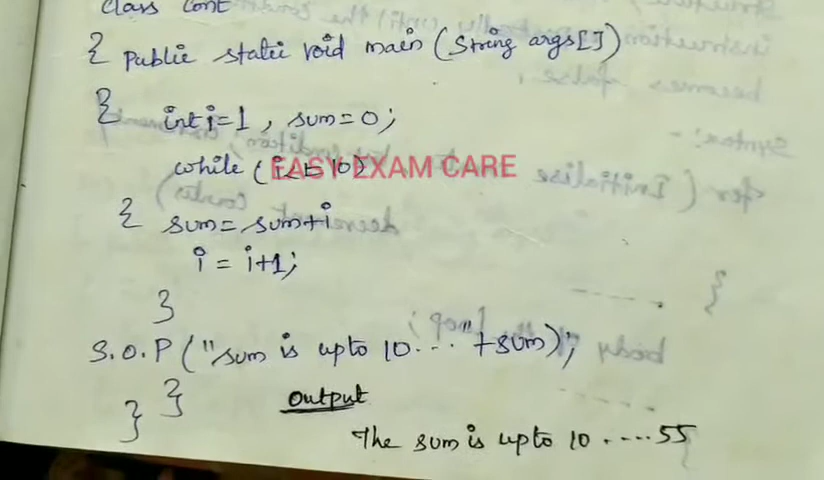 class Cont
{ Public static void main (String args[])
{ int i=1, sum=0;
while (i<=10)
EASY EXAM CARE
{ sum=sum+i
i = i+1;
}
S.O.P ("sum is upto 10..."+sum);
} }
Output
The sum is upto 10....55